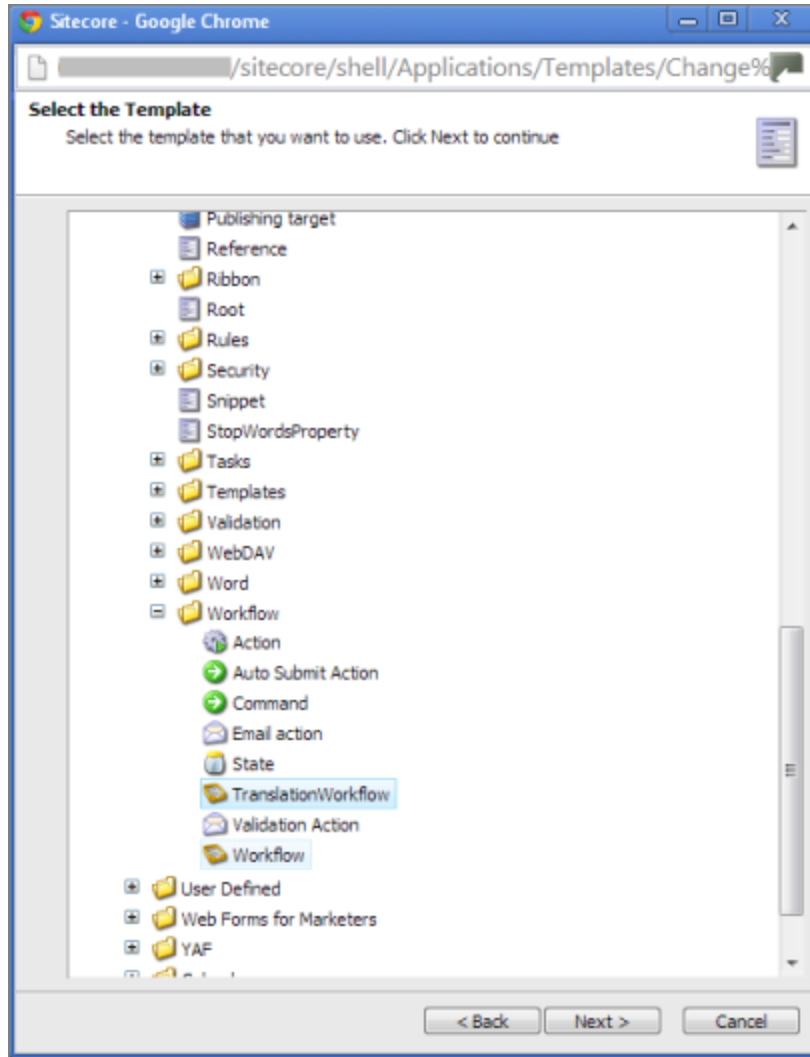 Sitecore - Google Chrome
/sitecore/shell/Applications/Templates/Change%
Select the Template
Select the template that you want to use. Click Next to continue
Publishing target
Reference
Ribbon
Root
Rules
Security
Snippet
StopWordsProperty
Tasks
Templates
Validation
WebDAV
Word
Workflow
Action
Auto Submit Action
Command
Email action
State
TranslationWorkflow
Validation Action
Workflow
User Defined
Web Forms for Marketers
YAF
< Back Next > Cancel